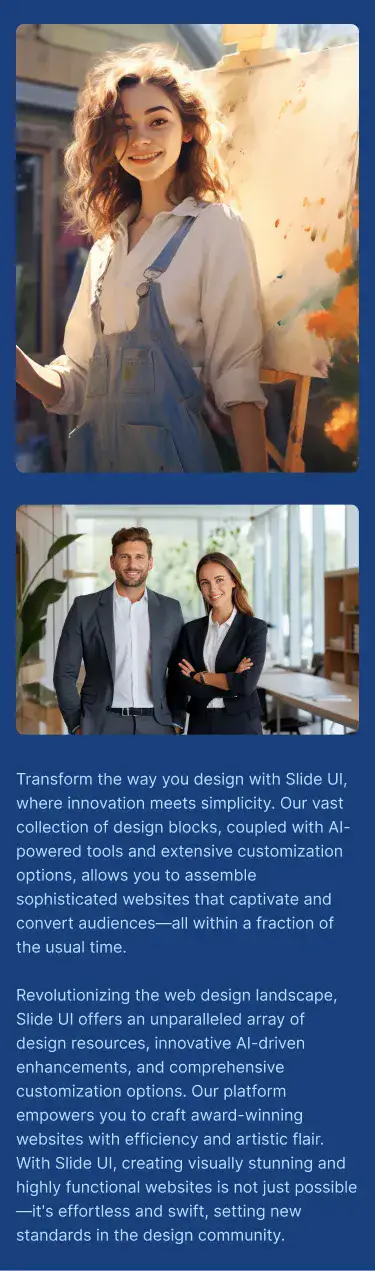 Transform the way you design with Slide UI,
where innovation meets simplicity. Our vast
collection of design blocks, coupled with AI-
powered tools and extensive customization
options, allows you to assemble
sophisticated websites that captivate and
convert audiences—all within a fraction of
the usual time.
Revolutionizing the web design landscape,
Slide UI offers an unparalleled array of
design resources, innovative AI-driven
enhancements, and comprehensive
customization options. Our platform
empowers you to craft award-winning
websites with efficiency and artistic flair.
With Slide UI, creating visually stunning and
highly functional websites is not just possible
—it's effortless and swift, setting new
standards in the design community.